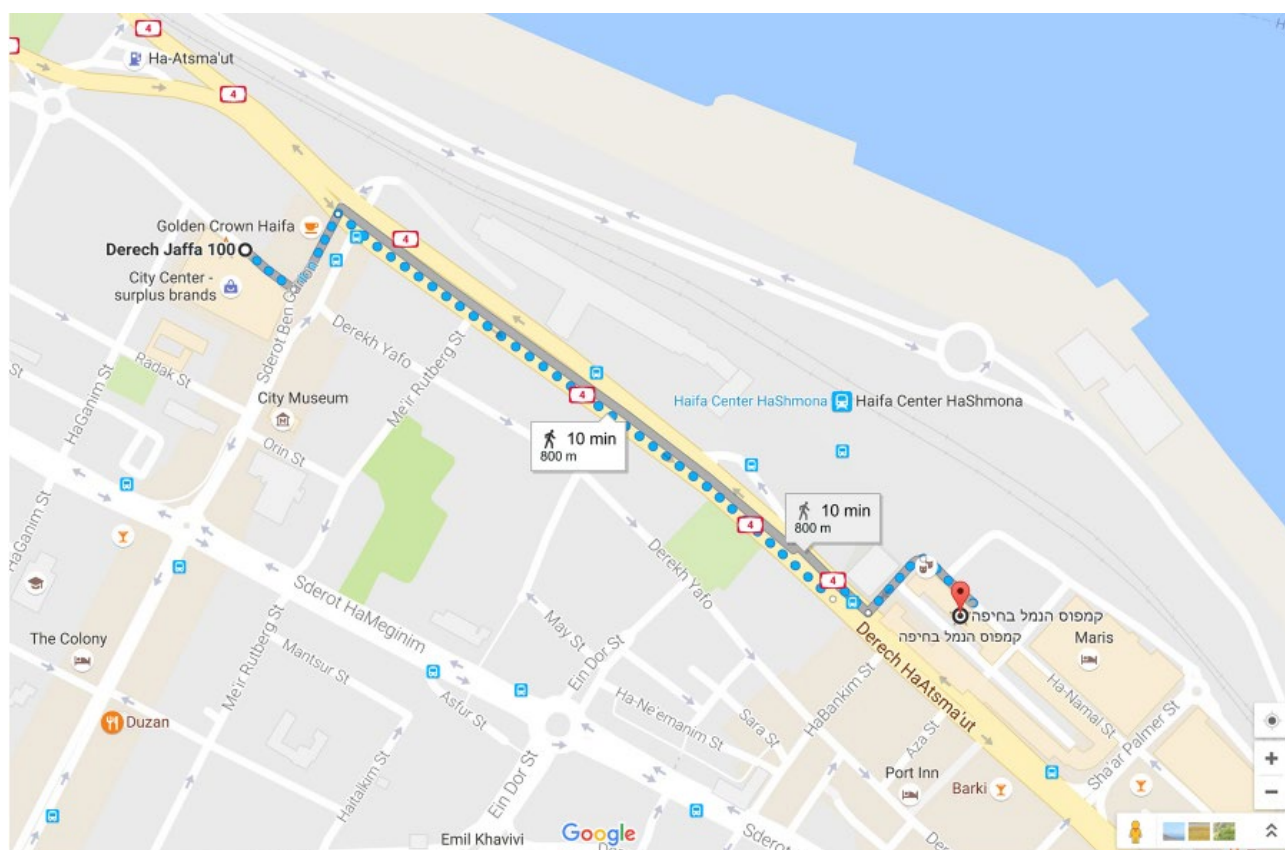 4
Ha-Atsma'ut
4
4
Golden Crown Haifa
Derech Jaffa 100
City Center -
surplus brands
4
Sderot Ben Gurion
Derekh Yafo
Me'ir Rutberg St
Radak St
HaGanim St
City Museum
Orin St
4
Haifa Center HaShmona
Haifa Center HaShmona
10 min
800 m
10 min
800 m
4
4
HaGanim St
Sderot HaMeginim
Derekh Yafo
קמפוס הנמל בחיפה
קמפוס הנמל בחיפה
Maris
The Colony
Me'ir Rutberg St
Mantsur St
May St
Ein Dor St
Derech HaAtsma'ut
Ha-Namal St
Asfur St
Ha-Ne'emanim St
Sara St
HaBankim St
Aza St
Sha'ar Palmer St
Duzan
Haitalkim St
Ein Dor St
Port Inn
Barki
Emil Khavivi
Google
Sderot